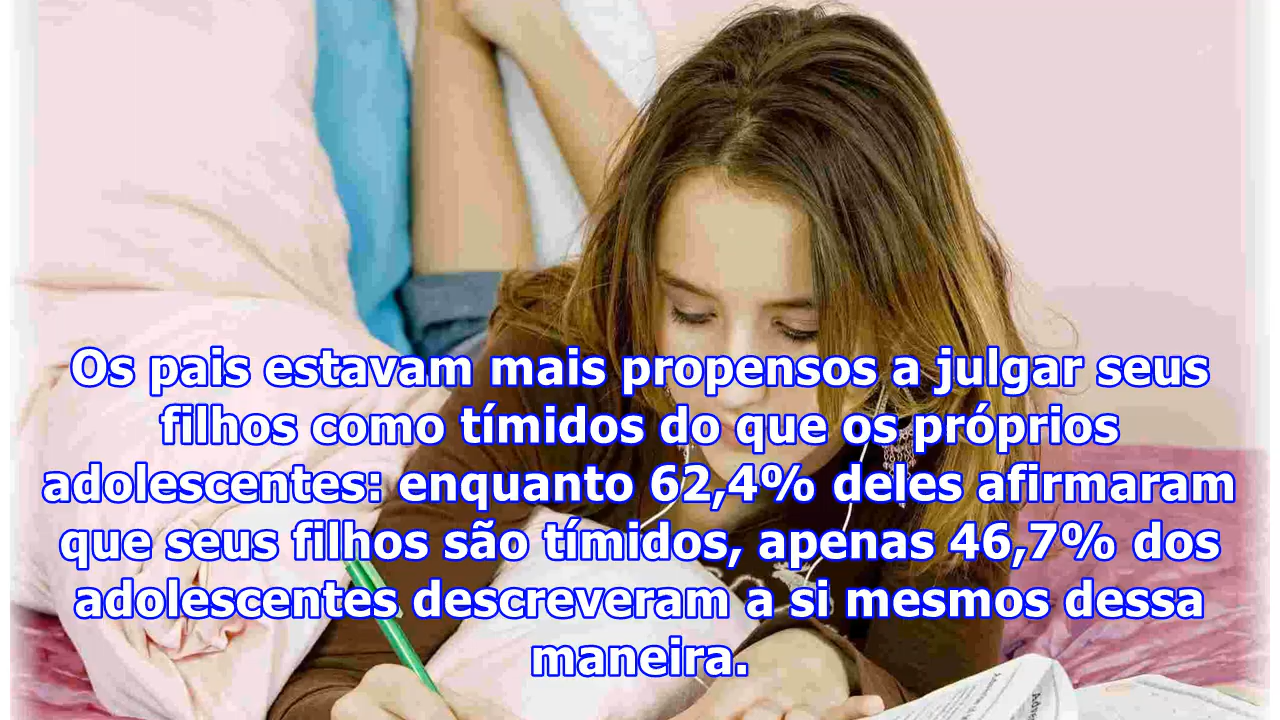 Os pais estavam mais propensos a julgar seus
filhos como tímidos do que os próprios
adolescentes: enquanto 62,4% deles afirmaram
que seus filhos são tímidos, apenas 46,7% dos
adolescentes descreveram a si mesmos dessa
maneira.